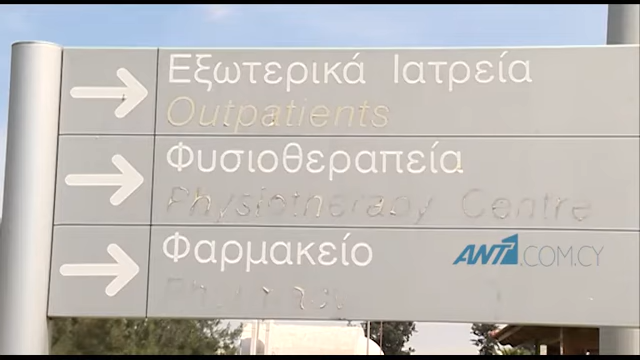 Εξωτερικά Ιατρεία
Outpatients
Φυσιοθεραπεία
Physiotherapy Centre
Φαρμακείο
ANT1.COM.CY